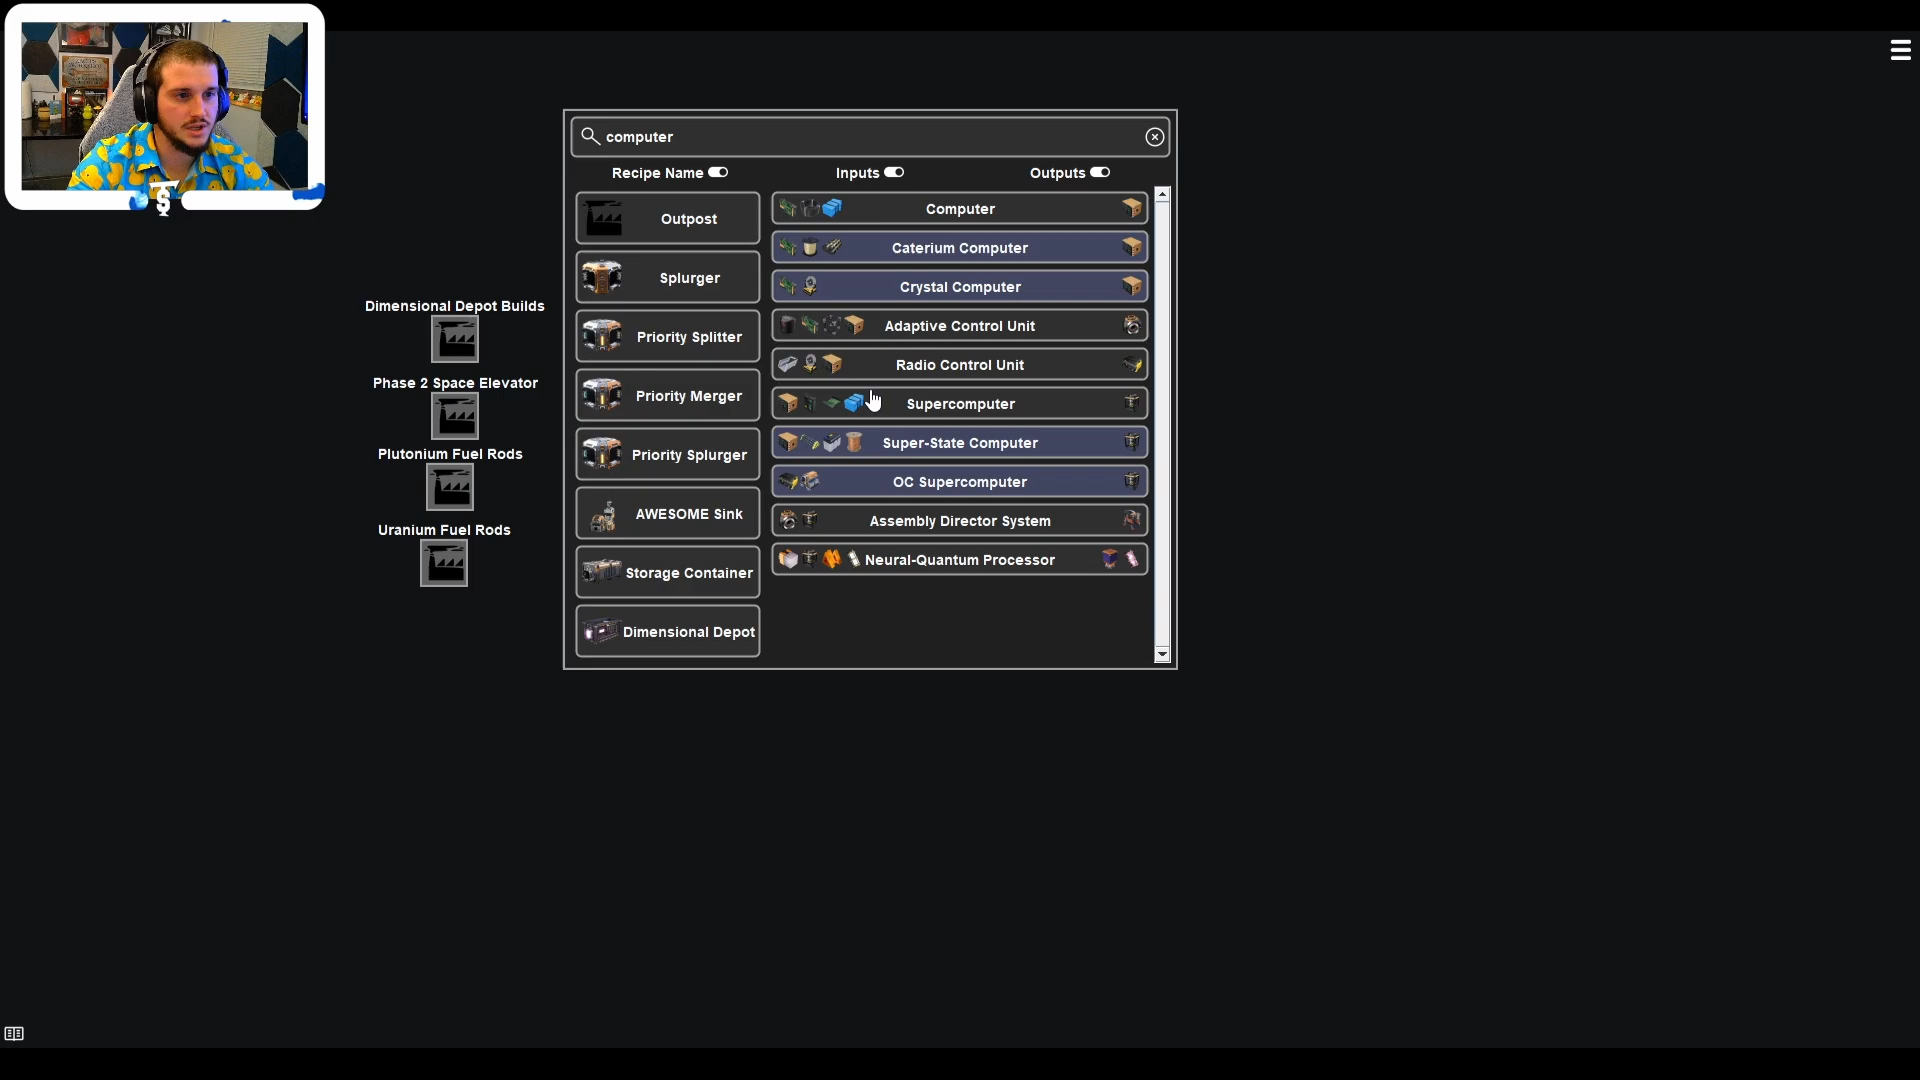 computer
Recipe Name
Inputs
Outputs
Outpost
Splurger
Priority Splitter
Priority Merger
Priority Splurger
AWESOME Sink
Storage Container
Dimensional Depot
Computer
Caterium Computer
Crystal Computer
Adaptive Control Unit
Radio Control Unit
Supercomputer
Super-State Computer
OC Supercomputer
Assembly Director System
Neural-Quantum Processor
Dimensional Depot Builds
Phase 2 Space Elevator
Plutonium Fuel Rods
Uranium Fuel Rods